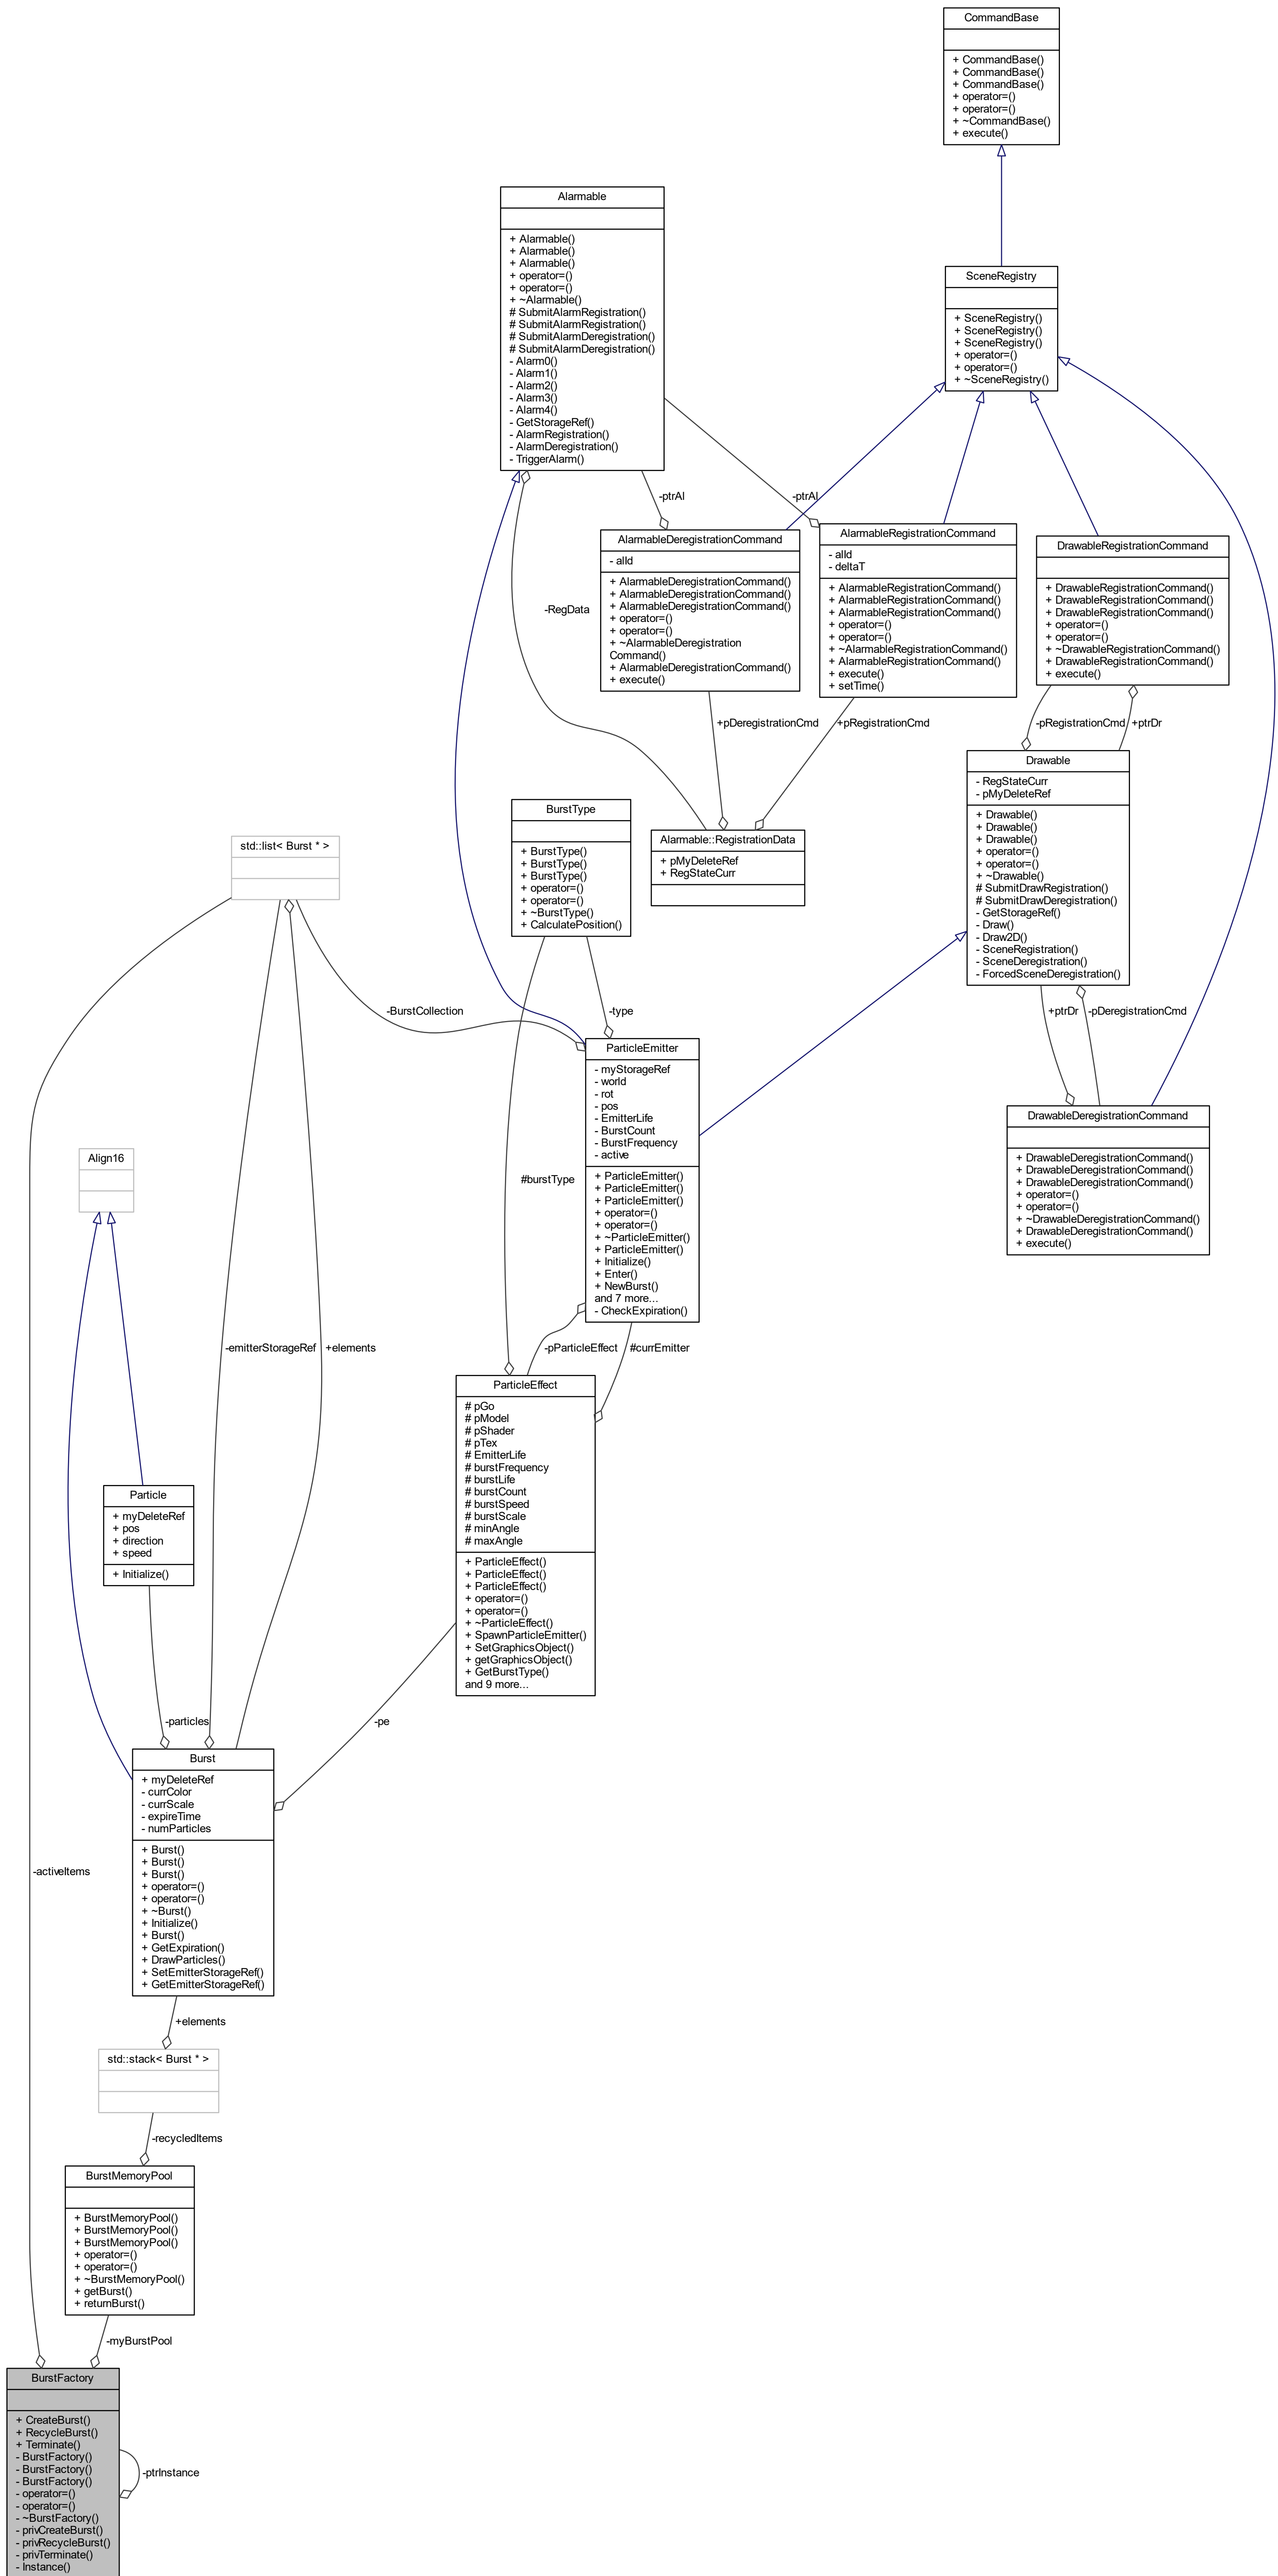 CommandBase
+ CommandBase()
+ CommandBase()
+ CommandBase()
+ operator=()
+ operator=()
+ ~CommandBase()
+ execute()
Alarmable
+ Alarmable()
+ Alarmable()
+ Alarmable()
+ operator=()
+ operator=()
+ ~Alarmable()
# SubmitAlarmRegistration()
# SubmitAlarmRegistration()
# SubmitAlarmDeregistration()
# SubmitAlarmDeregistration()
- Alarm0()
- Alarm1()
- Alarm2()
- Alarm3()
- Alarm4()
- GetStorageRef()
- AlarmRegistration()
- AlarmDeregistration()
- TriggerAlarm()
SceneRegistry
+ SceneRegistry()
+ SceneRegistry()
+ SceneRegistry()
+ operator=()
+ operator=()
+ ~SceneRegistry()
-ptrAl
-ptrAl
AlarmableDeregistrationCommand
- alId
+ AlarmableDeregistrationCommand()
+ AlarmableDeregistrationCommand()
+ AlarmableDeregistrationCommand()
+ operator=()
+ operator=()
+ ~AlarmableDeregistration
Command()
+ AlarmableDeregistrationCommand()
+ execute()
AlarmableRegistrationCommand
- alId
- deltaT
+ AlarmableRegistrationCommand()
+ AlarmableRegistrationCommand()
+ AlarmableRegistrationCommand()
+ operator=()
+ operator=()
+ ~AlarmableRegistrationCommand()
+ AlarmableRegistrationCommand()
+ execute()
+ setTime()
DrawableRegistrationCommand
+ DrawableRegistrationCommand()
+ DrawableRegistrationCommand()
+ DrawableRegistrationCommand()
+ operator=()
+ operator=()
+ ~DrawableRegistrationCommand()
+ DrawableRegistrationCommand()
+ execute()
-RegData
+pDeregistrationCmd
+pRegistrationCmd
-pRegistrationCmd
+ptrDr
Drawable
- RegStateCurr
- pMyDeleteRef
+ Drawable()
+ Drawable()
+ Drawable()
+ operator=()
+ operator=()
+ ~Drawable()
# SubmitDrawRegistration()
# SubmitDrawDeregistration()
- GetStorageRef()
- Draw()
- Draw2D()
- SceneRegistration()
- SceneDeregistration()
- ForcedSceneDeregistration()
BurstType
+ BurstType()
+ BurstType()
+ BurstType()
+ operator=()
+ operator=()
+ ~BurstType()
+ CalculatePosition()
Alarmable::RegistrationData
+ pMyDeleteRef
+ RegStateCurr
std::list< Burst * >
-BurstCollection
-type
+ptrDr
-pDeregistrationCmd
ParticleEmitter
- myStorageRef
- world
- rot
- pos
- EmitterLife
- BurstCount
- BurstFrequency
- active
+ ParticleEmitter()
+ ParticleEmitter()
+ ParticleEmitter()
+ operator=()
+ operator=()
+ ~ParticleEmitter()
+ ParticleEmitter()
+ Initialize()
+ Enter()
+ NewBurst()
and 7 more...
- CheckExpiration()
DrawableDeregistrationCommand
+ DrawableDeregistrationCommand()
+ DrawableDeregistrationCommand()
+ DrawableDeregistrationCommand()
+ operator=()
+ operator=()
+ ~DrawableDeregistrationCommand()
+ DrawableDeregistrationCommand()
+ execute()
Align16
#burstType
-emitterStorageRef
+elements
-pParticleEffect
#currEmitter
ParticleEffect
# pGo
# pModel
# pShader
# pTex
# EmitterLife
# burstFrequency
# burstLife
# burstCount
# burstSpeed
# burstScale
# minAngle
# maxAngle
+ ParticleEffect()
+ ParticleEffect()
+ ParticleEffect()
+ operator=()
+ operator=()
+ ~ParticleEffect()
+ SpawnParticleEmitter()
+ SetGraphicsObject()
+ getGraphicsObject()
+ GetBurstType()
and 9 more...
Particle
+ myDeleteRef
+ pos
+ direction
+ speed
+ Initialize()
-particles
-pe
Burst
+ myDeleteRef
- currColor
- currScale
- expireTime
- numParticles
+ Burst()
+ Burst()
+ Burst()
+ operator=()
+ operator=()
+ ~Burst()
+ Initialize()
+ Burst()
+ GetExpiration()
+ DrawParticles()
+ SetEmitterStorageRef()
+ GetEmitterStorageRef()
-activeItems
+elements
std::stack< Burst * >
-recycledItems
BurstMemoryPool
+ BurstMemoryPool()
+ BurstMemoryPool()
+ BurstMemoryPool()
+ operator=()
+ operator=()
+ ~BurstMemoryPool()
+ getBurst()
+ returnBurst()
-myBurstPool
BurstFactory
+ CreateBurst()
+ RecycleBurst()
+ Terminate()
- BurstFactory()
- BurstFactory()
- BurstFactory()
- operator=()
- operator=()
- ~BurstFactory()
- privCreateBurst()
- privRecycleBurst()
- privTerminate()
- Instance()
-ptrInstance